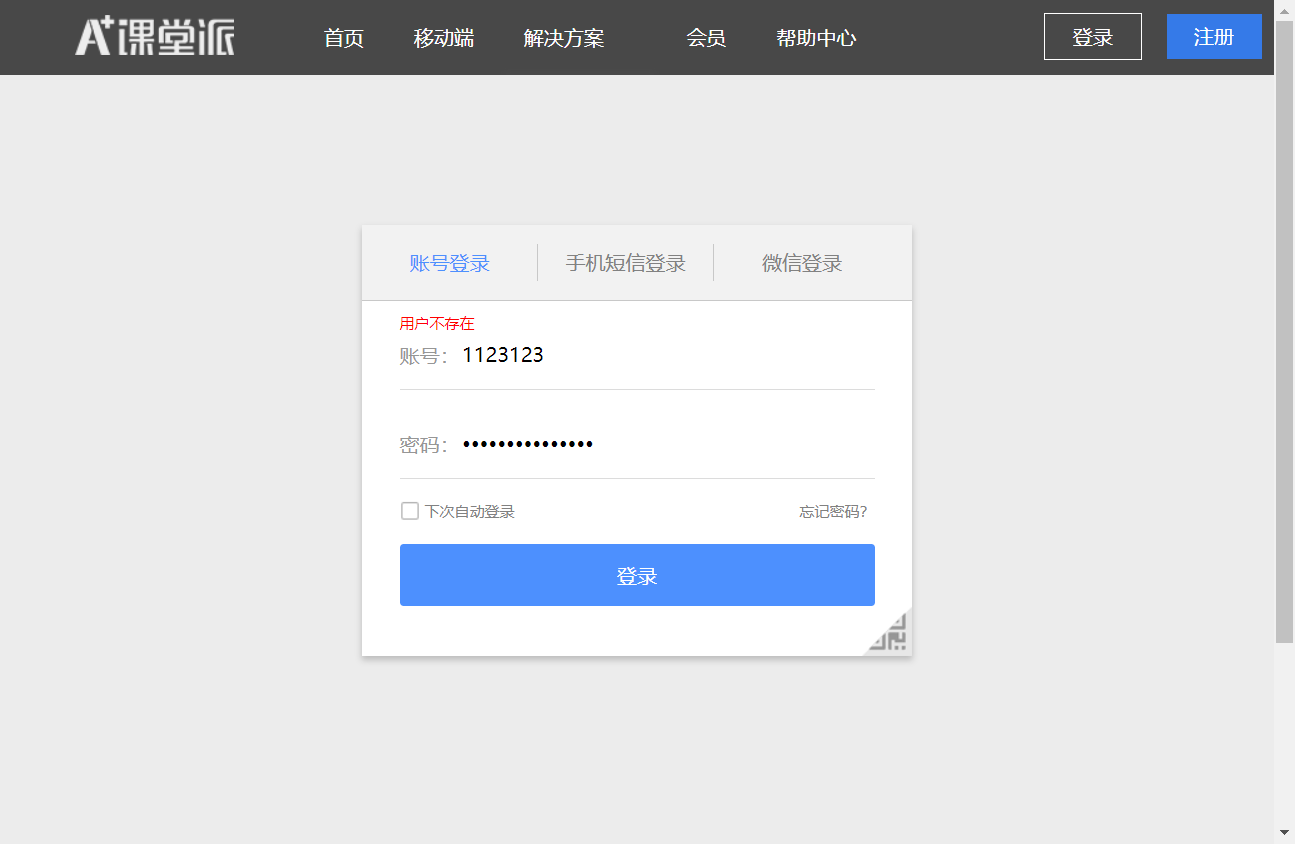 A+课堂派 首页 移动端 解决方案 会员 帮助中心 登录 注册
账号登录 手机短信登录 微信登录
用户不存在
账号： 1123123
密码： •••••••••••••••
下次自动登录 忘记密码?
登录